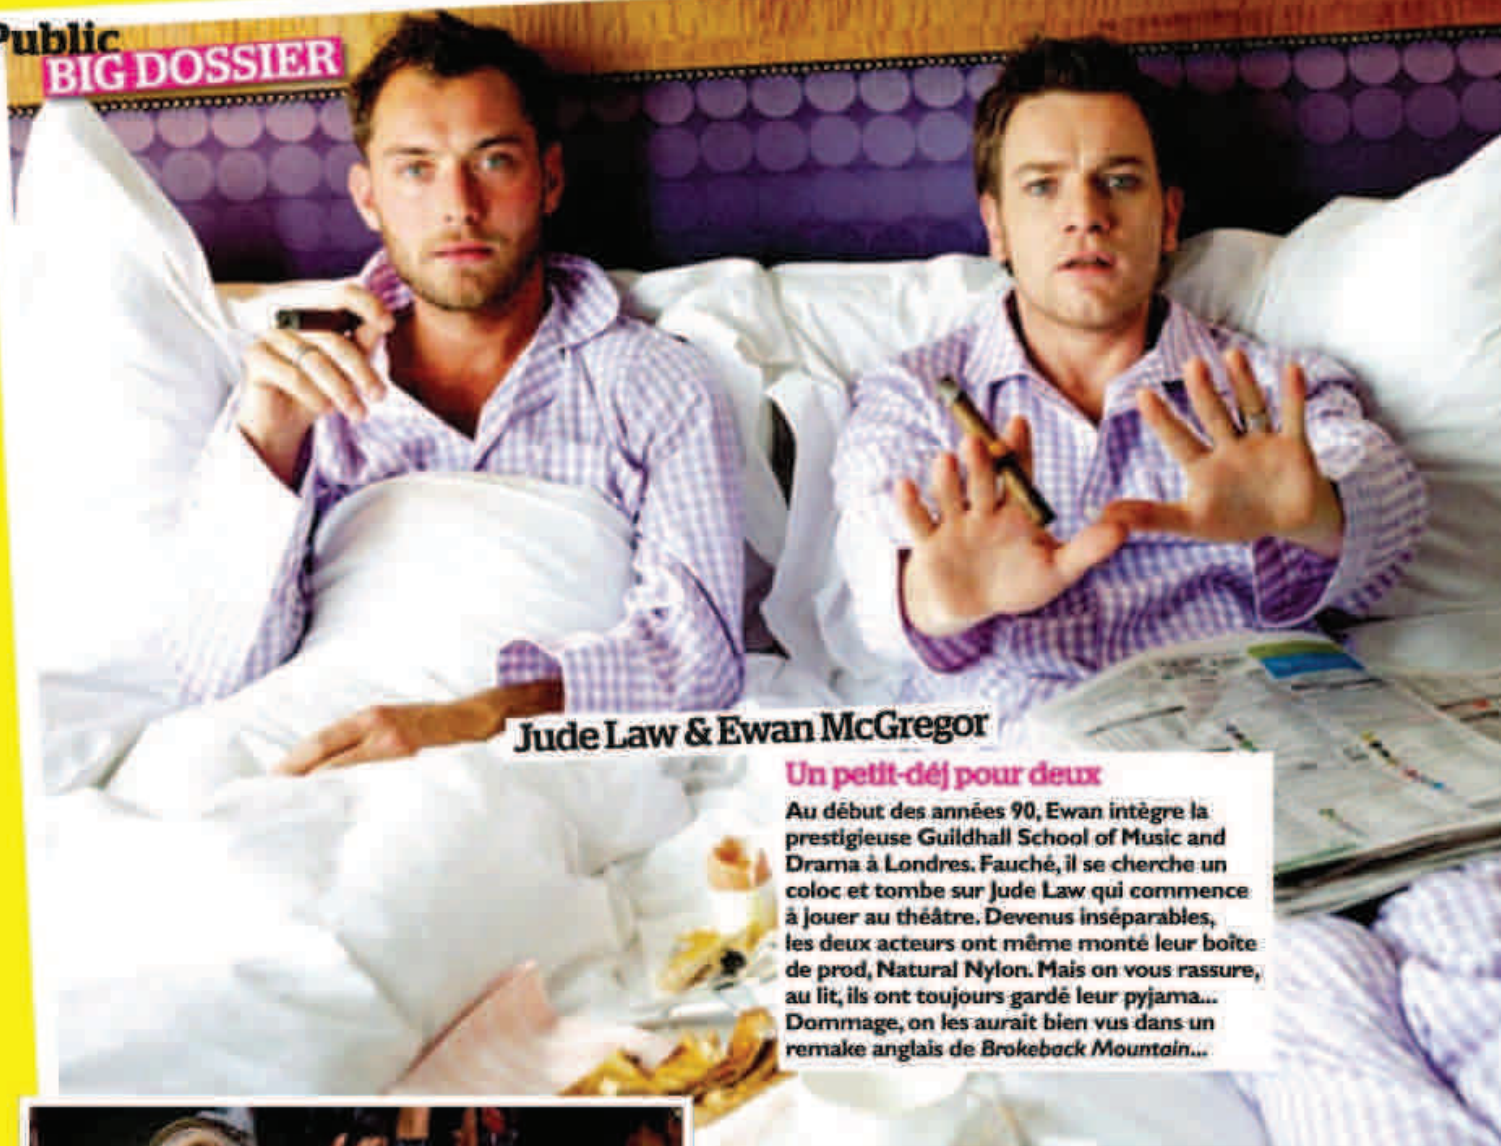 Public
BIG DOSSIER
Jude Law & Ewan McGregor
Un petit-déj pour deux
Au début des années 90, Ewan intègre la
prestigieuse Guildhall School of Music and
Drama à Londres. Fauché, il se cherche un
coloc et tombe sur Jude Law qui commence
à jouer au théâtre. Devenus inséparables,
les deux acteurs ont même monté leur boîte
de prod, Natural Nylon. Mais on vous rassure,
au lit, ils ont toujours gardé leur pyjama...
Dommage, on les aurait bien vus dans un
remake anglais de Brokeback Mountain...